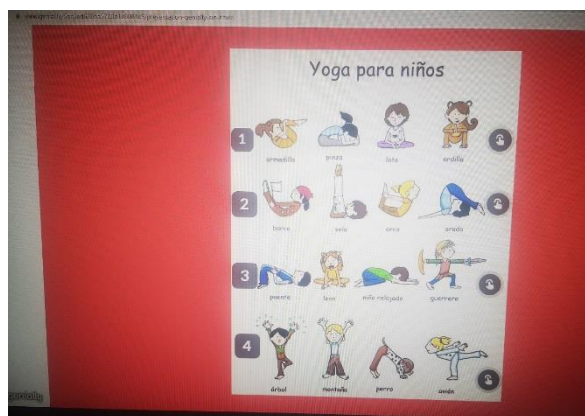 Yoga para niños
1
armadillo pinza loto ardilla
2
barco vela arco arado
3
puente león niño relajado guerrero
4
árbol montaña perro avión
genially